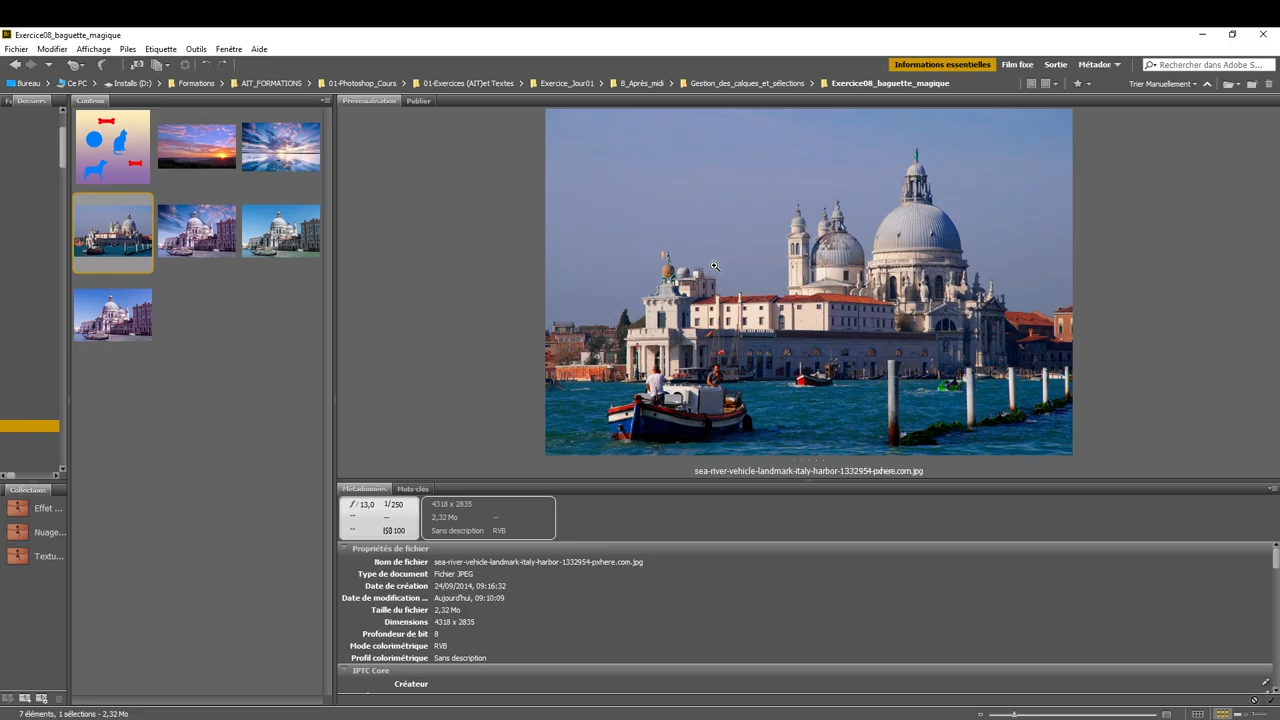 Br Exercice08_baguette_magique
Fichier Modifier Affichage Piles Etiquette Outils Fenêtre Aide
Informations essentielles Film fixe Sortie Métador Rechercher dans Adobe S...
Bureau Ce PC Installs (D:) Formations AIT_FORMATIONS 01-Photoshop_Cours 01-Exercices (AIT)et Textes Exercice_Jour01 B_Après_midi Gestion_des_calques_et_sélections Exercice08_baguette_magique Trier Manuellement
Dossiers Contenu Prévisualisation Publier
sea-river-vehicle-landmark-italy-harbor-1332954-pxhere.com.jpg
Collections Métadonnées Mots-clés
f / 13,0 1/250 4318 x 2835
-- -- 2,32 Mo --
-- ISO 100 Sans description RVB
Effet ...
Nuage...
Textu...
Propriétés de fichier
Nom de fichier sea-river-vehicle-landmark-italy-harbor-1332954-pxhere.com.jpg
Type de document Fichier JPEG
Date de création 24/09/2014, 09:16:32
Date de modification ... Aujourd'hui, 09:10:09
Taille du fichier 2,32 Mo
Dimensions 4318 x 2835
Profondeur de bit 8
Mode colorimétrique RVB
Profil colorimétrique Sans description
IPTC Core
Créateur
7 éléments, 1 sélections - 2,32 Mo